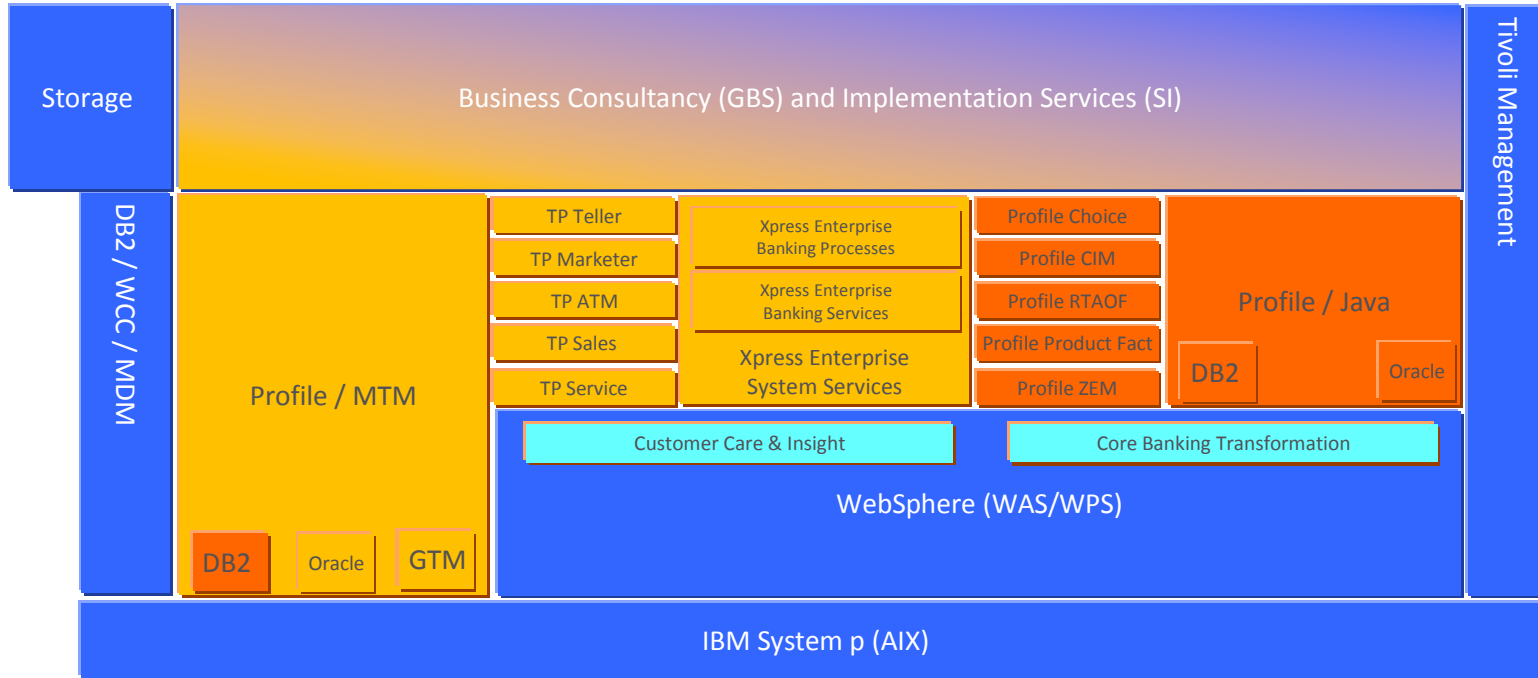 Storage
Business Consultancy (GBS) and Implementation Services (SI)
Tivoli Management
DB2 / WCC / MDM
Profile / MTM
DB2
Oracle
GTM
TP Teller
TP Marketer
TP ATM
TP Sales
TP Service
Xpress Enterprise
Banking Processes
Xpress Enterprise
Banking Services
Xpress Enterprise
System Services
Profile Choice
Profile CIM
Profile RTAOF
Profile Product Fact
Profile ZEM
Profile / Java
DB2
Oracle
Customer Care & Insight
Core Banking Transformation
WebSphere (WAS/WPS)
IBM System p (AIX)